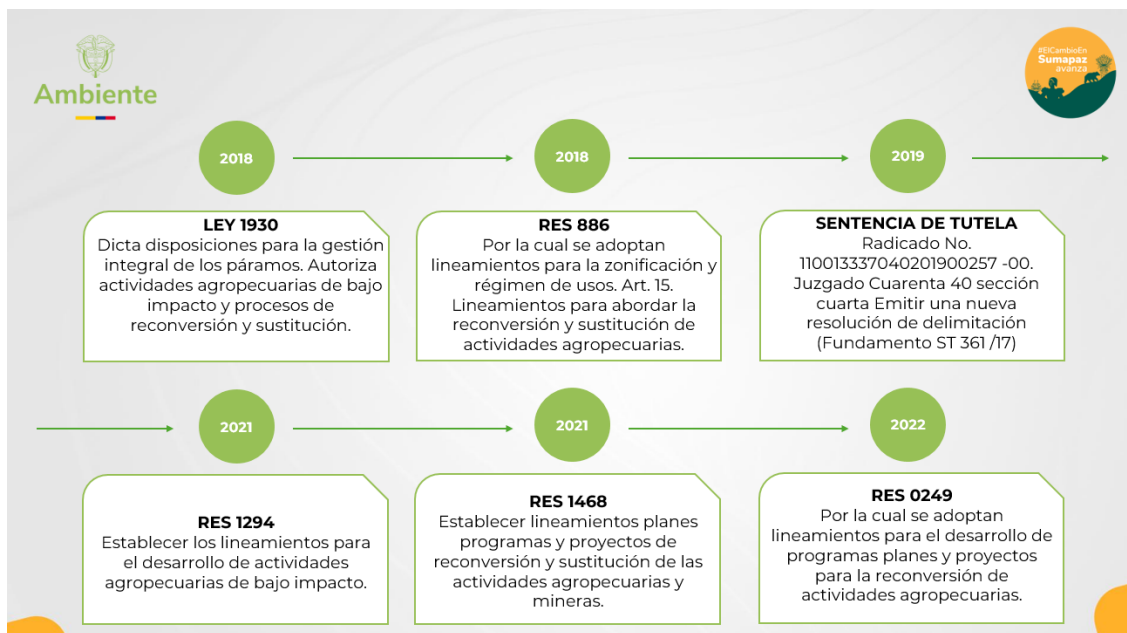 Ambiente
#ElCambioEn
Sumapaz
avanza
2018
2018
2019
LEY 1930
Dicta disposiciones para la gestión
integral de los páramos. Autoriza
actividades agropecuarias de bajo
impacto y procesos de
reconversión y sustitución.
RES 886
Por la cual se adoptan
lineamientos para la zonificación y
régimen de usos. Art. 15.
Lineamientos para abordar la
reconversión y sustitución de
actividades agropecuarias.
SENTENCIA DE TUTELA
Radicado No.
110013337040201900257 -00.
Juzgado Cuarenta 40 sección
cuarta Emitir una nueva
resolución de delimitación
(Fundamento ST 361 /17)
2021
2021
2022
RES 1294
Establecer los lineamientos para
el desarrollo de actividades
agropecuarias de bajo impacto.
RES 1468
Establecer lineamientos planes
programas y proyectos de
reconversión y sustitución de las
actividades agropecuarias y
mineras.
RES 0249
Por la cual se adoptan
lineamientos para el desarrollo de
programas planes y proyectos
para la reconversión de
actividades agropecuarias.